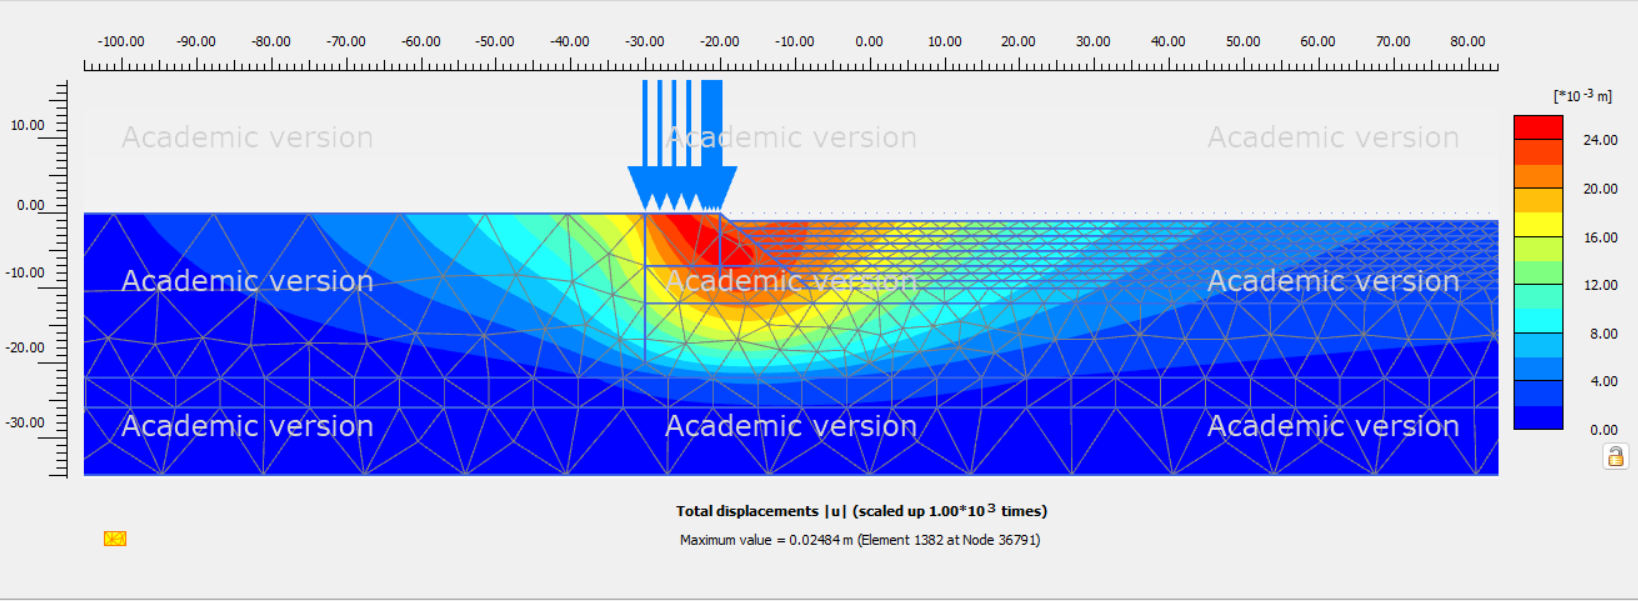 -100.00 -90.00 -80.00 -70.00 -60.00 -50.00 -40.00 -30.00 -20.00 -10.00 0.00 10.00 20.00 30.00 40.00 50.00 60.00 70.00 80.00
[*10⁻³ m]
10.00
Academic version Academic version Academic version
24.00
20.00
0.00
16.00
-10.00
Academic version Academic version Academic version
12.00
8.00
-20.00
4.00
-30.00
Academic version Academic version Academic version
0.00
Total displacements |u| (scaled up 1.00*10³ times)
Maximum value = 0.02484 m (Element 1382 at Node 36791)